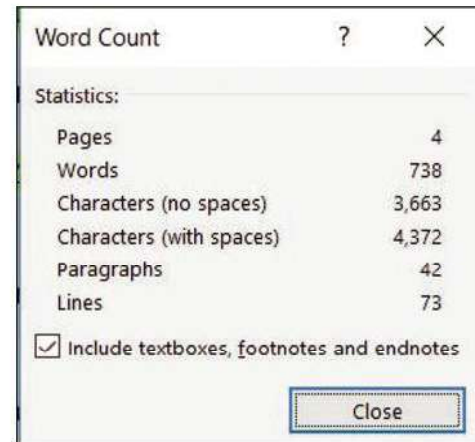 Word Count ?
Statistics:
Pages 4
Words 738
Characters (no spaces) 3,663
Characters (with spaces) 4,372
Paragraphs 42
Lines 73
Include textboxes, footnotes and endnotes
Close